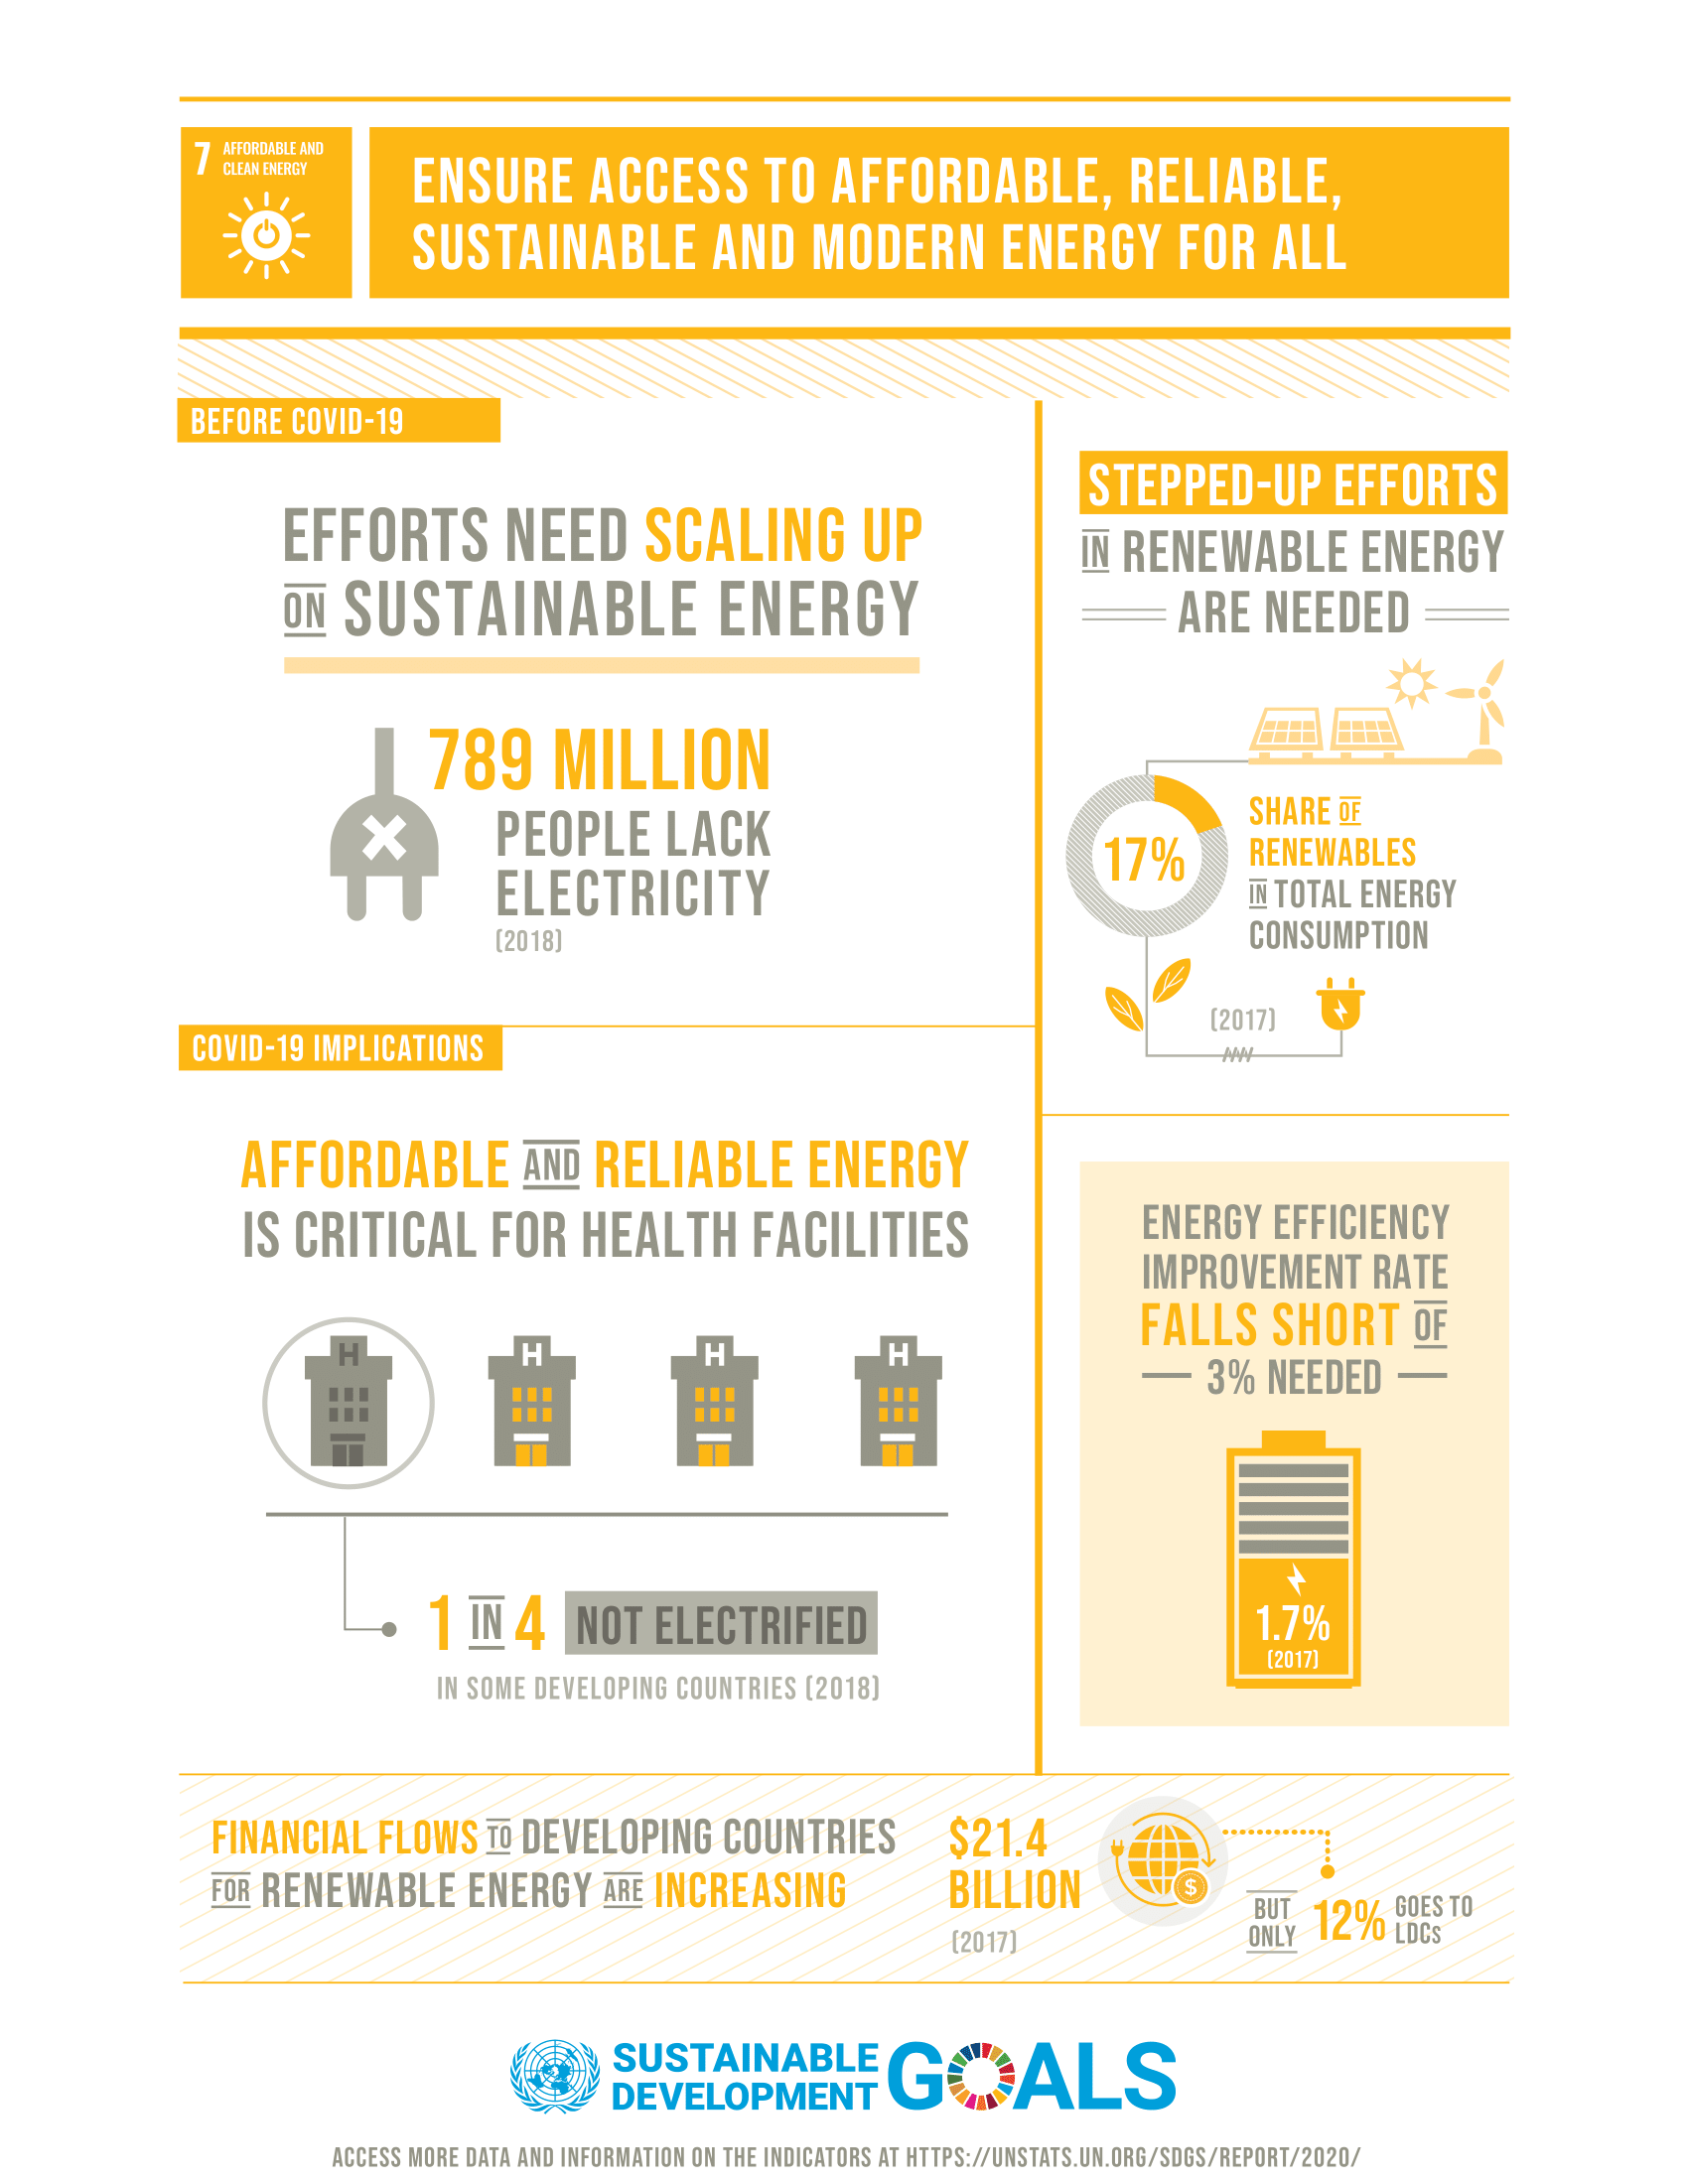 7 AFFORDABLE AND
CLEAN ENERGY
ENSURE ACCESS TO AFFORDABLE, RELIABLE,
SUSTAINABLE AND MODERN ENERGY FOR ALL
BEFORE COVID-19
EFFORTS NEED SCALING UP
ON SUSTAINABLE ENERGY
789 MILLION
PEOPLE LACK
ELECTRICITY
(2018)
STEPPED-UP EFFORTS
IN RENEWABLE ENERGY
ARE NEEDED
17%
SHARE OF
RENEWABLES
IN TOTAL ENERGY
CONSUMPTION
(2017)
COVID-19 IMPLICATIONS
AFFORDABLE AND RELIABLE ENERGY
IS CRITICAL FOR HEALTH FACILITIES
H H H H
1 IN 4 NOT ELECTRIFIED
IN SOME DEVELOPING COUNTRIES (2018)
ENERGY EFFICIENCY
IMPROVEMENT RATE
FALLS SHORT OF
3% NEEDED
1.7%
(2017)
FINANCIAL FLOWS TO DEVELOPING COUNTRIES
FOR RENEWABLE ENERGY ARE INCREASING
$21.4
BILLION
(2017)
$
BUT
ONLY
12%
GOES TO
LDCs
SUSTAINABLE
DEVELOPMENT
GOALS
ACCESS MORE DATA AND INFORMATION ON THE INDICATORS AT HTTPS://UNSTATS.UN.ORG/SDGS/REPORT/2020/